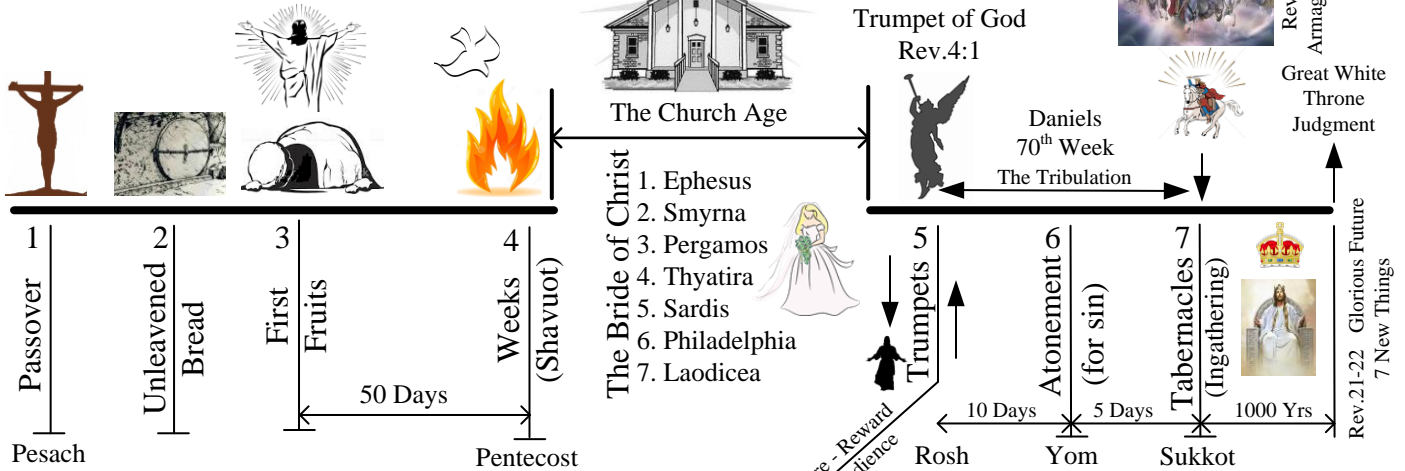 Trumpet of God
Rev.4:1
The Church Age
Daniels
70th Week
The Tribulation
Great White
Throne
Judgment
The Bride of Christ
1. Ephesus
2. Smyrna
3. Pergamos
4. Thyatira
5. Sardis
6. Philadelphia
7. Laodicea
1
Passover
Pesach
2
Unleavened
Bread
3
First
Fruits
50 Days
4
Weeks
(Shavuot)
Pentecost
5
Trumpets
Reward
10 Days
Rosh
6
Atonement
(for sin)
5 Days
Yom
7
Tabernacles
(Ingathering)
1000 Yrs
Sukkot
Rev.21-22 Glorious Future
7 New Things